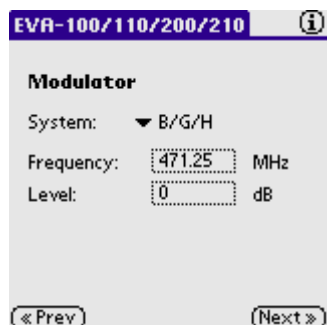 EVA-100/110/200/210 i
Modulator
System: B/G/H
Frequency: 471.25 MHz
Level: 0 dB
« Prev Next »